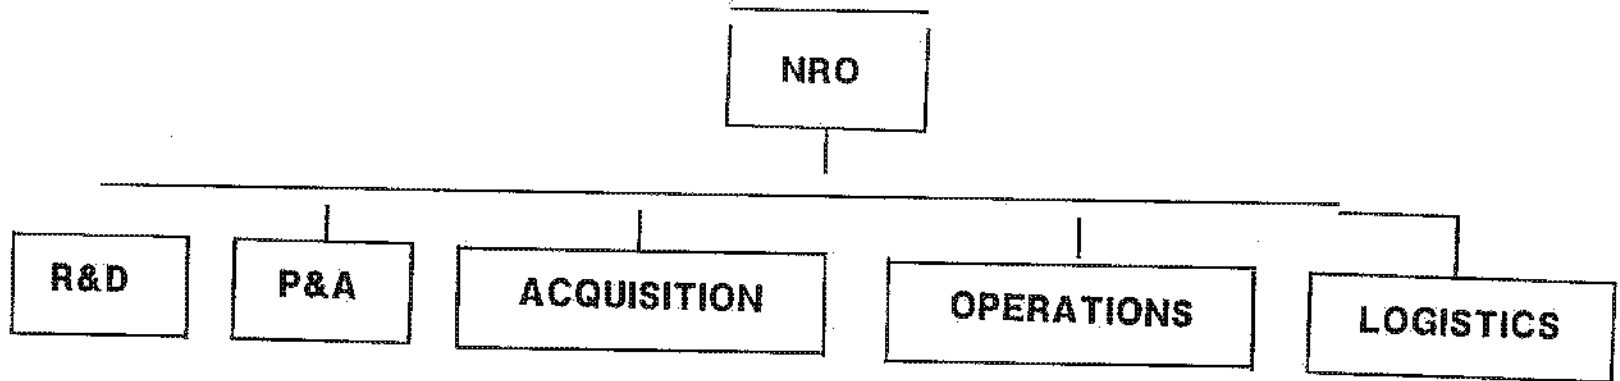 NRO
R&D
P&A
ACQUISITION
OPERATIONS
LOGISTICS